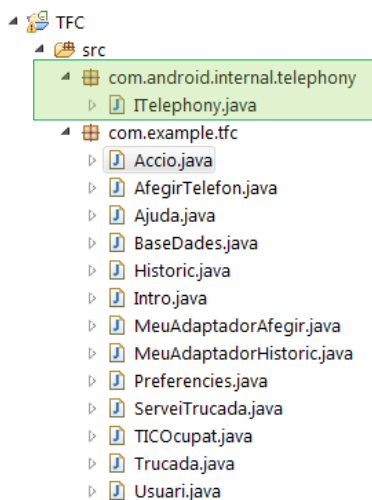 TFC
src
com.android.internal.telephony
ITelephony.java
com.example.tfc
Accio.java
AfegirTelefon.java
Ajuda.java
BaseDades.java
Historic.java
Intro.java
MeuAdaptadorAfegir.java
MeuAdaptadorHistoric.java
Preferencies.java
ServeiTrucada.java
TICOcupat.java
Trucada.java
Usuari.java